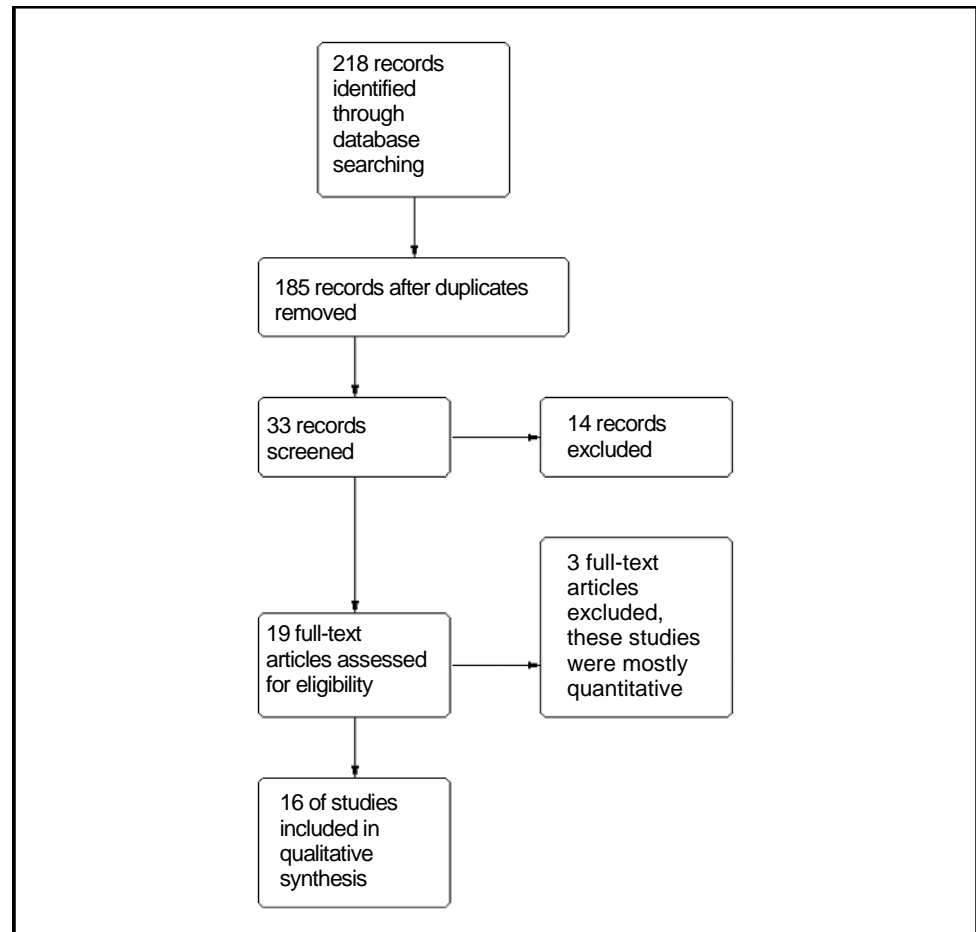 218 records
identified
through
database
searching
185 records after duplicates
removed
33 records
screened
14 records
excluded
3 full-text
articles
excluded,
these studies
were mostly
quantitative
19 full-text
articles assessed
for eligibility
16 of studies
included in
qualitative
synthesis